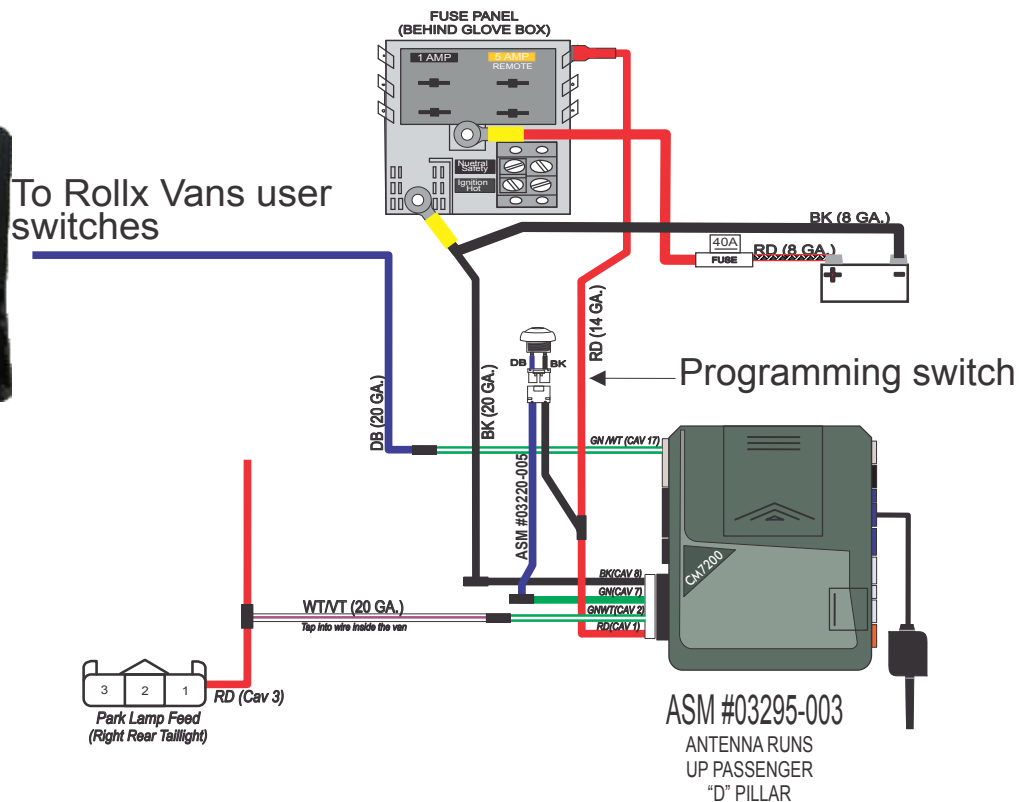 FUSE PANEL
(BEHIND GLOVE BOX)
1 AMP
5 AMP
REMOTE
Nuetral
Safety
Ignition
Hot
To Rollx Vans user
switches
BK (8 GA.)
40A
FUSE
RD (8 GA.)
+
-
RD (14 GA.)
DB
BK
Programming switch
DB (20 GA.)
BK (20 GA.)
GN /WT (CAV 17)
ASM #03220-005
CM7200
BK(CAV 8)
GN(CAV 7)
GNWT(CAV 2)
RD(CAV 1)
WT/VT (20 GA.)
Tap into wire inside the van
3
2
1
RD (Cav 3)
Park Lamp Feed
(Right Rear Taillight)
ASM #03295-003
ANTENNA RUNS
UP PASSENGER
“D” PILLAR